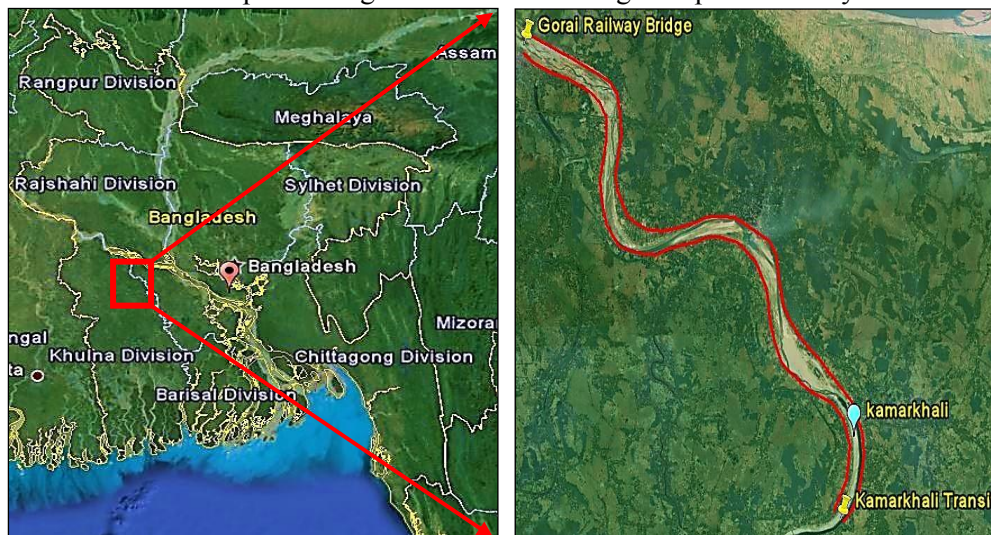 Gorai Railway Bridge
Assam
Rangpur Division
Meghalaya
Rajshahi Division
Sylhet Division
Bangladesh
Bangladesh
Mizora
ngal
Khulna Division
Chittagong Division
ta
Barisal Division
kamarkhali
Kamarkhali Transi